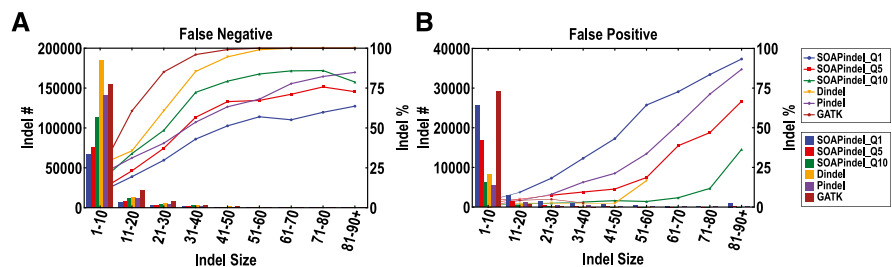 A
False Negative
200000
150000
100000
50000
0
Indel #
100
75
50
25
0
Indel %
1-10
11-20
21-30
31-40
41-50
51-60
61-70
71-80
81-90+
Indel Size
B
False Positive
40000
30000
20000
10000
0
Indel #
100
75
50
25
0
Indel %
1-10
11-20
21-30
31-40
41-50
51-60
61-70
71-80
81-90+
Indel Size
SOAPindel_Q1
SOAPindel_Q5
SOAPindel_Q10
Dindel
Pindel
GATK
SOAPindel_Q1
SOAPindel_Q5
SOAPindel_Q10
Dindel
Pindel
GATK